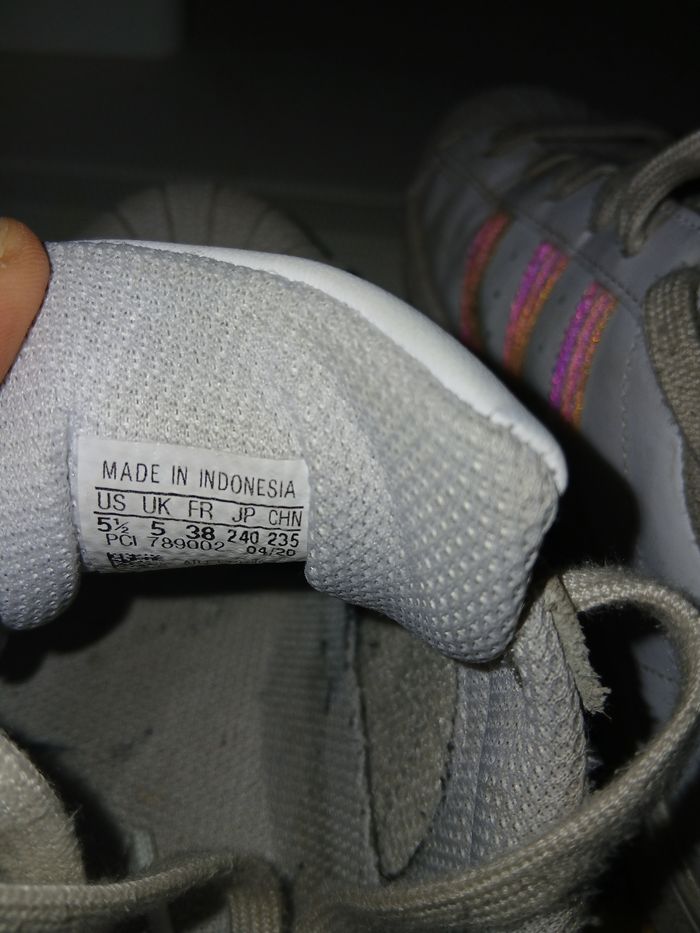 MADE IN INDONESIA
US UK FR JP CHN
5½ 5 38 240 235
PCI 789002 04/20